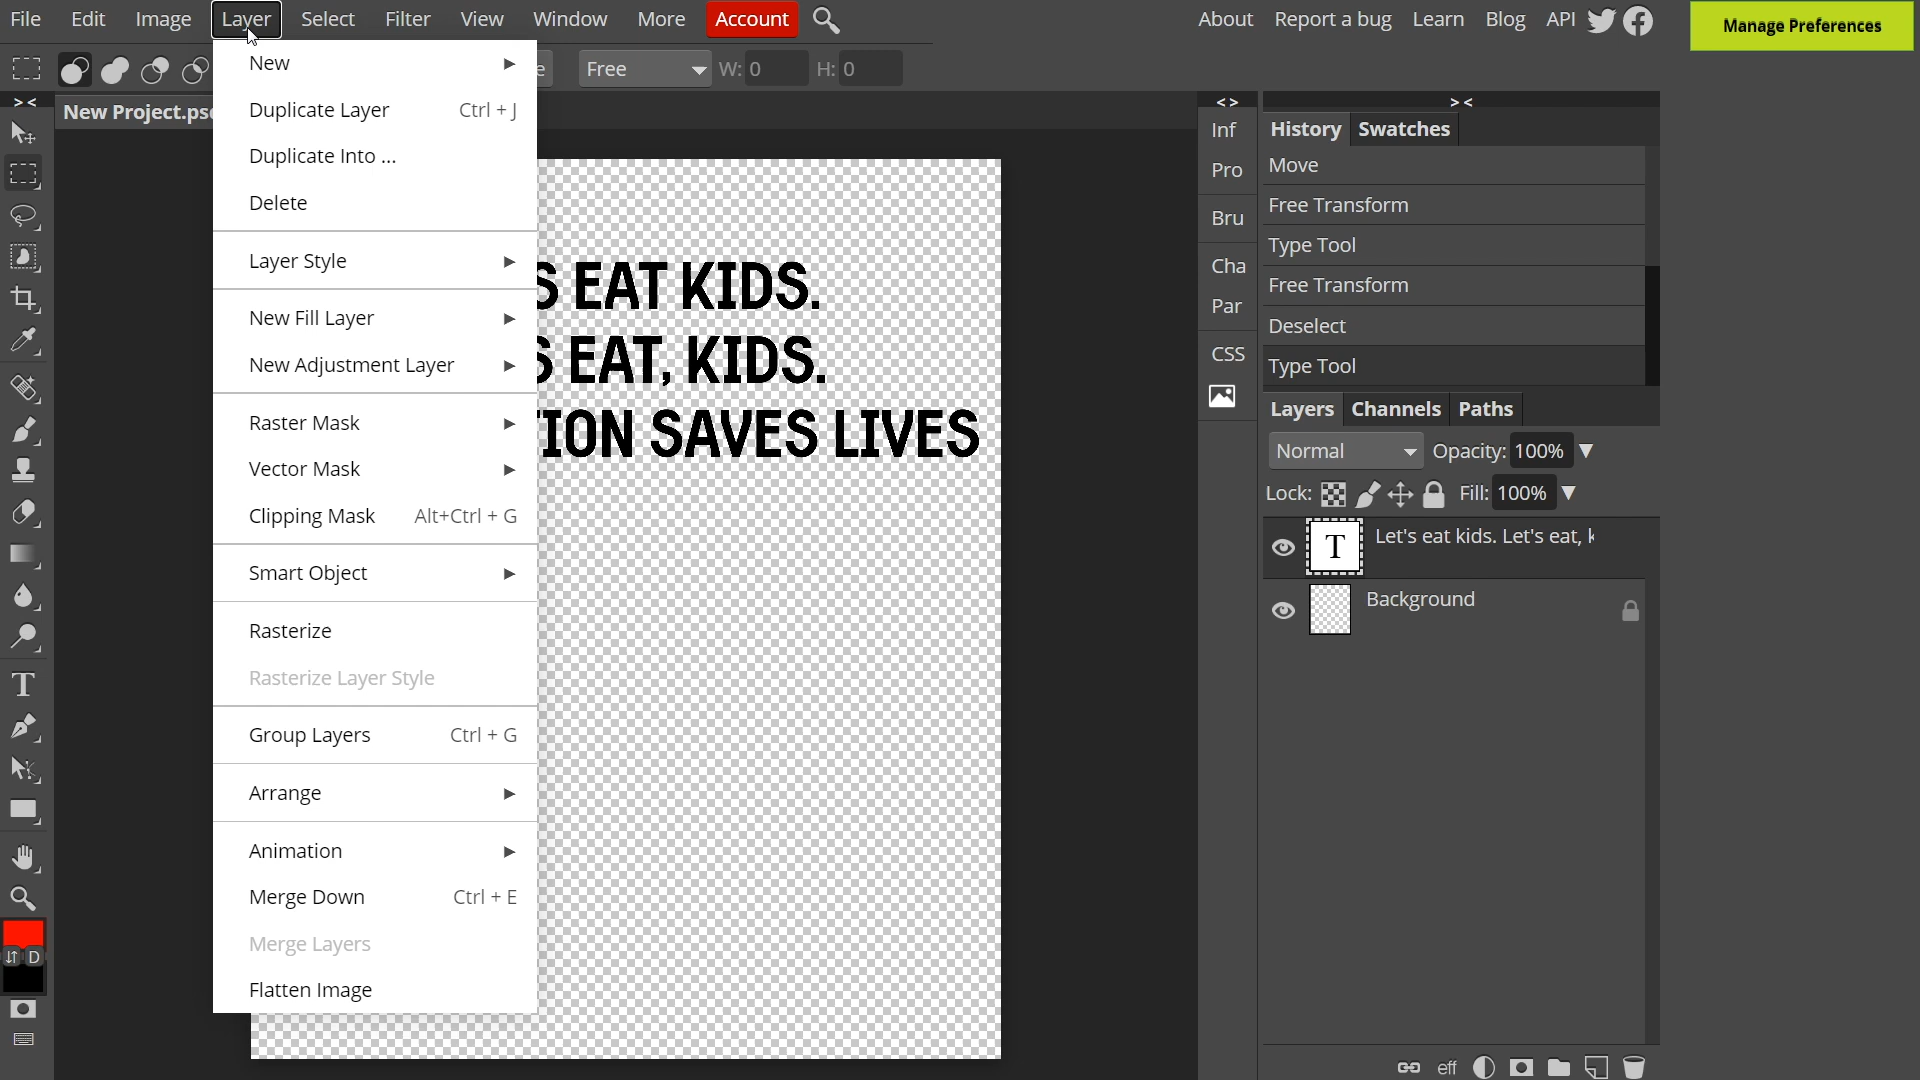 File Edit Image Layer Select Filter View Window More Account About Report a bug Learn Blog API Manage Preferences
Free W: 0 H: 0
New Project.ps
New
Duplicate Layer Ctrl + J
Duplicate Into ...
Delete
Layer Style
New Fill Layer
New Adjustment Layer
Raster Mask
Vector Mask
Clipping Mask Alt+Ctrl + G
Smart Object
Rasterize
Rasterize Layer Style
Group Layers Ctrl + G
Arrange
Animation
Merge Down Ctrl + E
Merge Layers
Flatten Image
S EAT KIDS.
S EAT, KIDS.
TION SAVES LIVES
> <
T
D
< >
Inf
Pro
Bru
Cha
Par
CSS
> <
History Swatches
Move
Free Transform
Type Tool
Free Transform
Deselect
Type Tool
Layers Channels Paths
Normal Opacity: 100%
Lock: Fill: 100%
T Let's eat kids. Let's eat, k
Background
eff